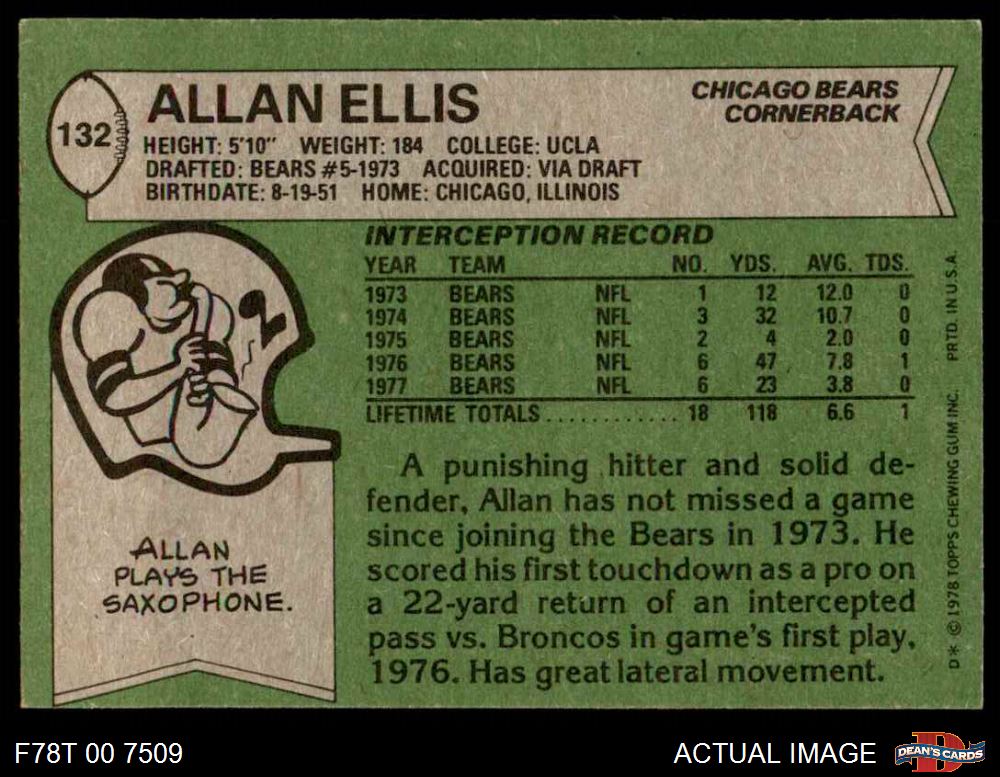 132
ALLAN ELLIS
CHICAGO BEARS
CORNERBACK
HEIGHT: 5'10" WEIGHT: 184 COLLEGE: UCLA
DRAFTED: BEARS #5-1973 ACQUIRED: VIA DRAFT
BIRTHDATE: 8-19-51 HOME: CHICAGO, ILLINOIS
INTERCEPTION RECORD
YEAR TEAM NO. YDS. AVG. TDS.
1973 BEARS NFL 1 12 12.0 0
1974 BEARS NFL 3 32 10.7 0
1975 BEARS NFL 2 4 2.0 0
1976 BEARS NFL 6 47 7.8 1
1977 BEARS NFL 6 23 3.8 0
LIFETIME TOTALS............ 18 118 6.6 1
A punishing hitter and solid de-
fender, Allan has not missed a game
since joining the Bears in 1973. He
scored his first touchdown as a pro on
a 22-yard return of an intercepted
pass vs. Broncos in game's first play,
1976. Has great lateral movement.
ALLAN
PLAYS THE
SAXOPHONE.
D* © 1978 TOPPS CHEWING GUM INC. PRTD. IN U.S.A.
F78T 00 7509
ACTUAL IMAGE
D
DEAN'S CARDS